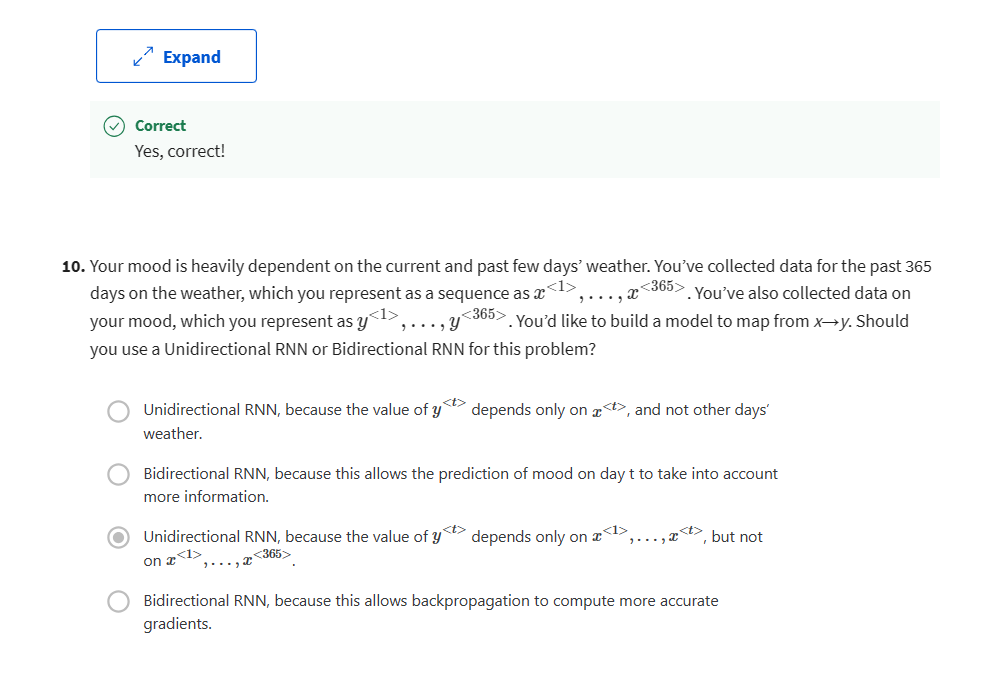 Expand
Correct
Yes, correct!
10. Your mood is heavily dependent on the current and past few days’ weather. You’ve collected data for the past 365
days on the weather, which you represent as a sequence as x<1>, . . . , x<365>. You’ve also collected data on
your mood, which you represent as y<1>, . . . , y<365>. You’d like to build a model to map from x→y. Should
you use a Unidirectional RNN or Bidirectional RNN for this problem?
Unidirectional RNN, because the value of y<t> depends only on x<t>, and not other days’
weather.
Bidirectional RNN, because this allows the prediction of mood on day t to take into account
more information.
Unidirectional RNN, because the value of y<t> depends only on x<1>, . . . , x<t>, but not
on x<1>, . . . , x<365>.
Bidirectional RNN, because this allows backpropagation to compute more accurate
gradients.